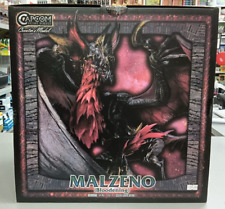 CAPCOM
Creator's Model
MALZENO
Bloodening